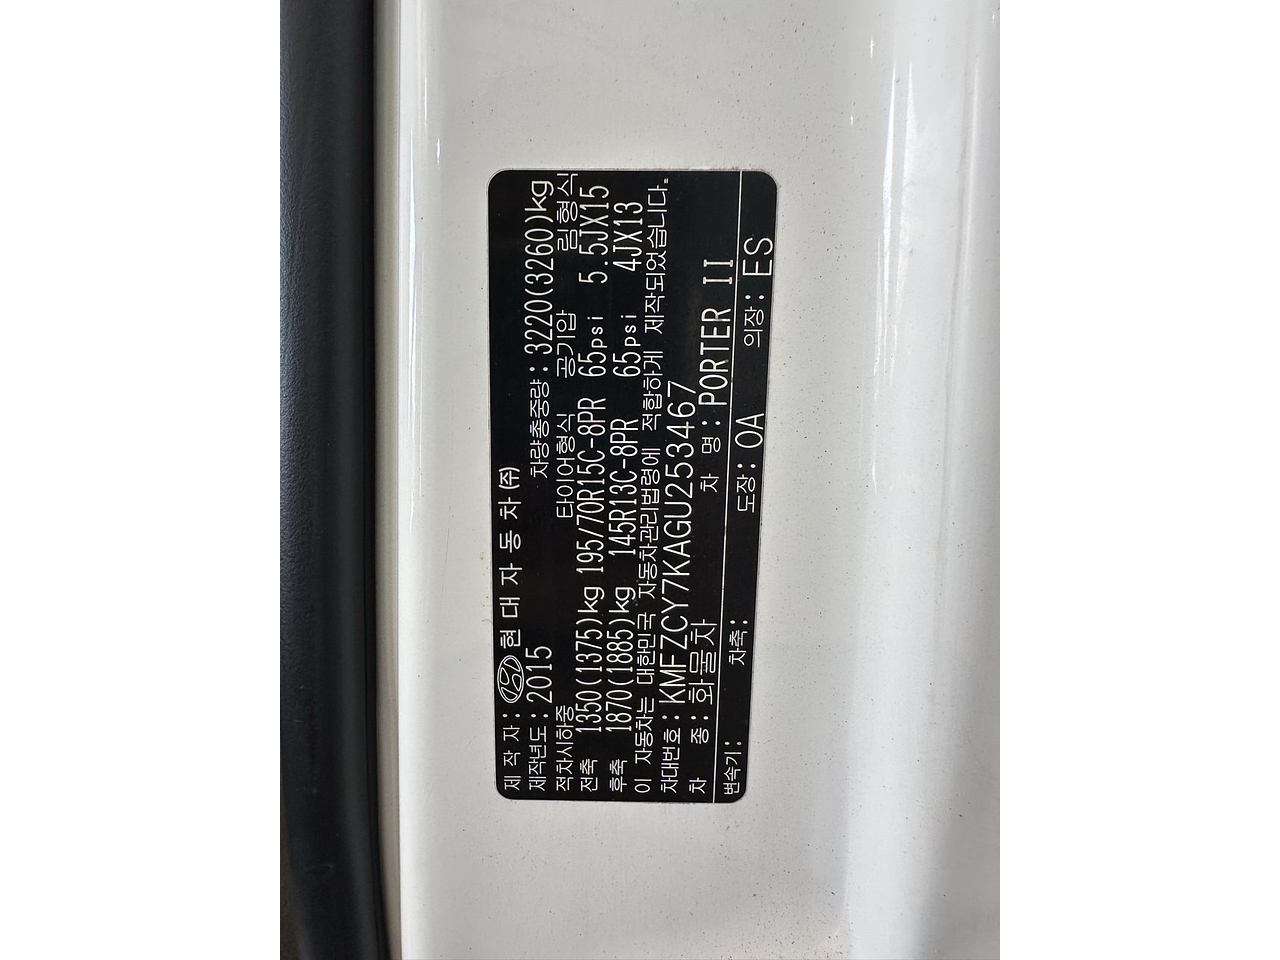 제 작 자 : 현 대 자 동 차 (주)
제작년도 : 2015 차량총중량 : 3220(3260)kg
적차시하중 타이어형식 공기압 림형식
전축 1350(1375)kg 195/70R15C-8PR 65psi 5.5JX15
후축 1870(1885)kg 145R13C-8PR 65psi 4JX13
이 자동차는 대한민국 자동차관리법령에 적합하게 제작되었습니다.
차대번호 : KMFZCY7KAGU253467
차 종 : 화물차 차 명 : PORTER II
변속기 : 차축 : 도장 : OA 의장 : ES